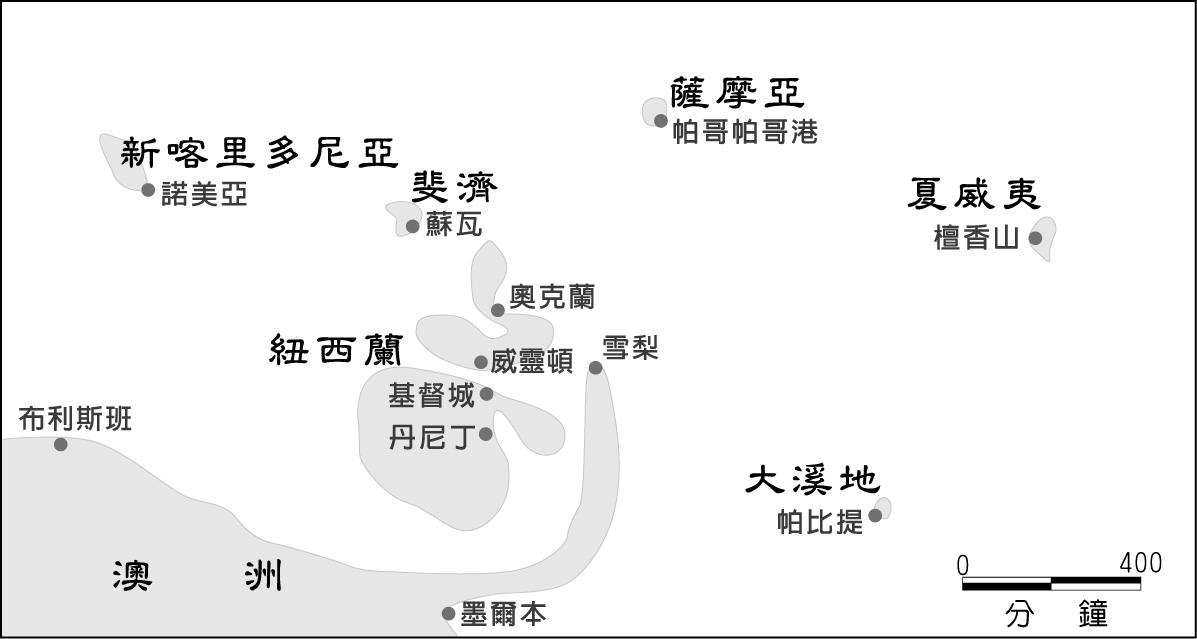 薩摩亞
帕哥帕哥港
新喀里多尼亞
諾美亞
斐濟
蘇瓦
夏威夷
檀香山
奧克蘭
紐西蘭
威靈頓
雪梨
基督城
丹尼丁
布利斯班
大溪地
帕比提
澳洲
墨爾本
0 400
分鐘